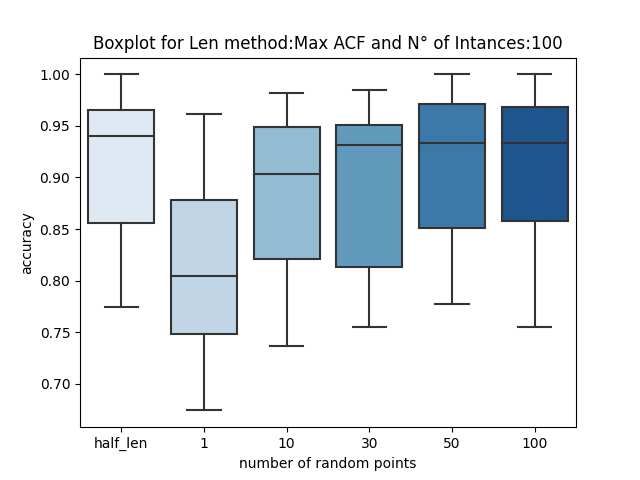 Boxplot for Len method:Max ACF and N° of Intances:100
1.00
0.95
0.90
0.85
0.80
0.75
0.70
accuracy
half_len 1 10 30 50 100
number of random points